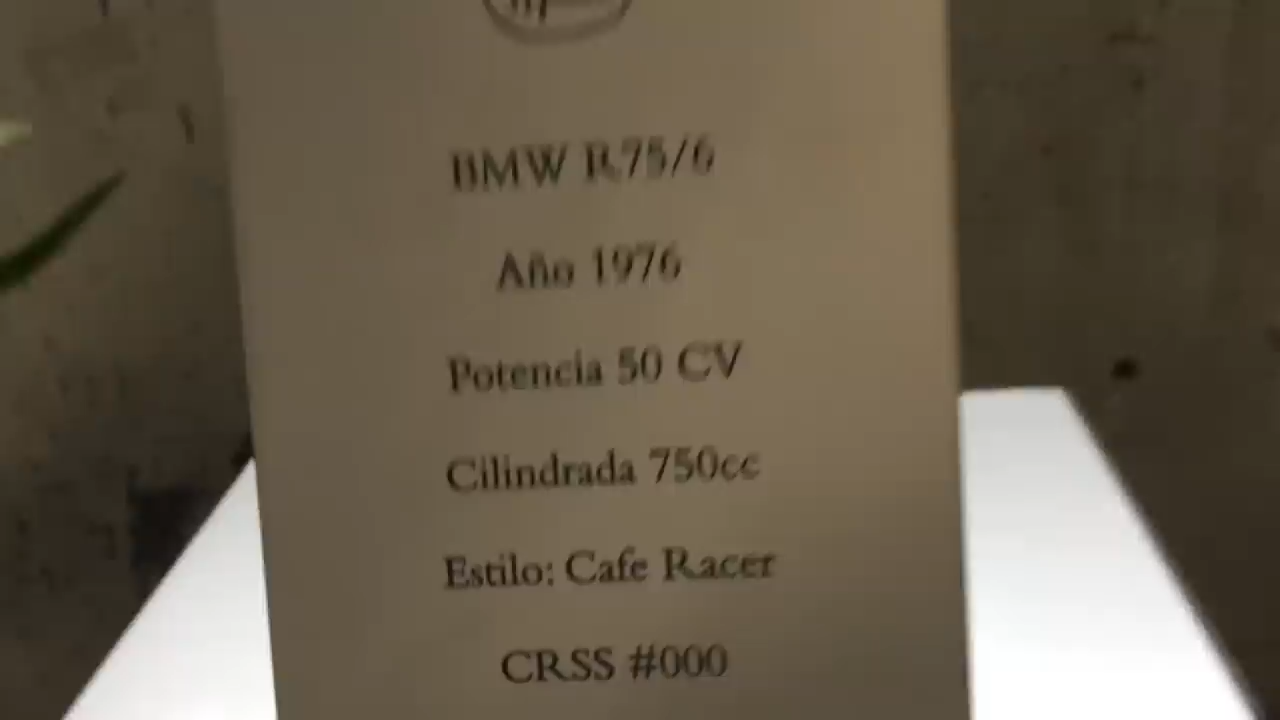 BMW R75/6
Año 1976
Potencia 50 CV
Cilindrada 750cc
Estilo: Cafe Racer
CRSS #000